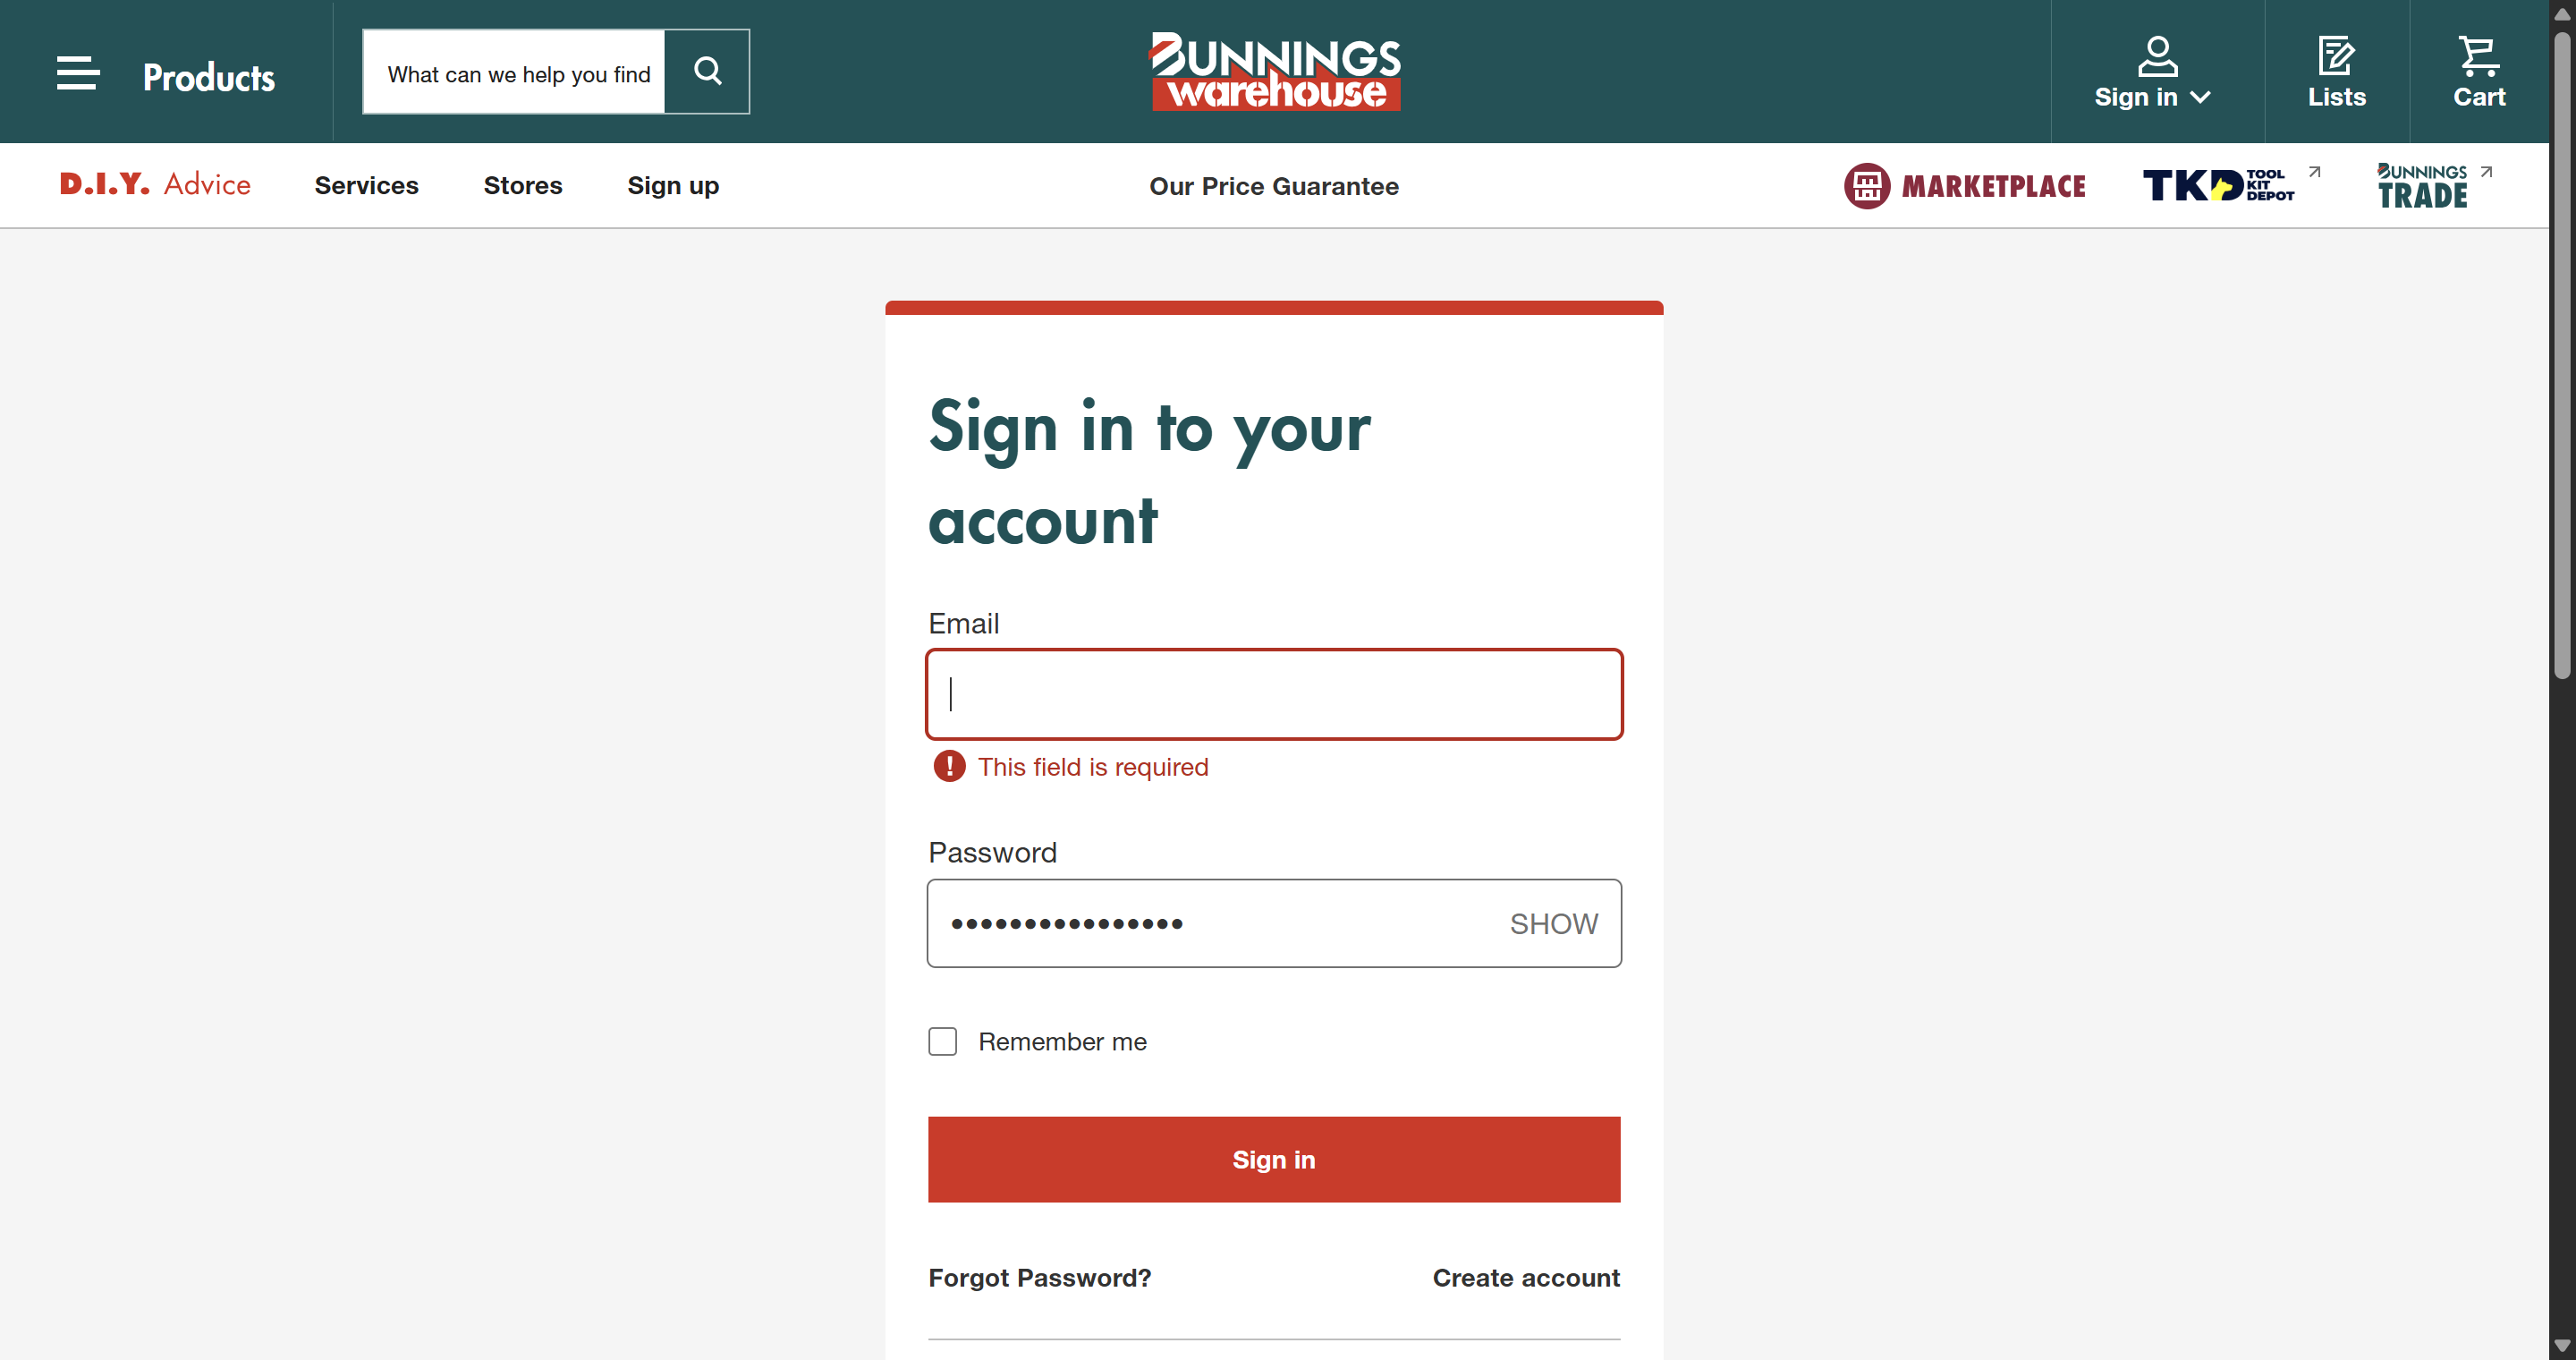 Products
What can we help you find
BUNNINGS
warehouse
Sign in
Lists
Cart
D.I.Y. Advice
Services
Stores
Sign up
Our Price Guarantee
MARKETPLACE
TKD TOOL KIT DEPOT
BUNNINGS
TRADE
Sign in to your
account
Email
This field is required
Password
SHOW
Remember me
Sign in
Forgot Password?
Create account